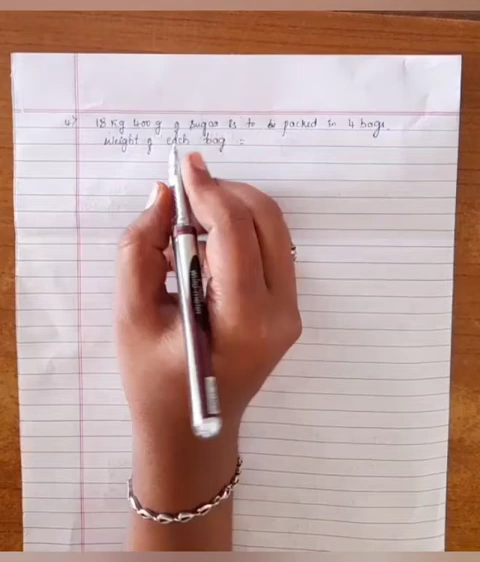 4) 18 Kg 400 g of sugar is to be packed in 4 bags.
Weight of each bag =